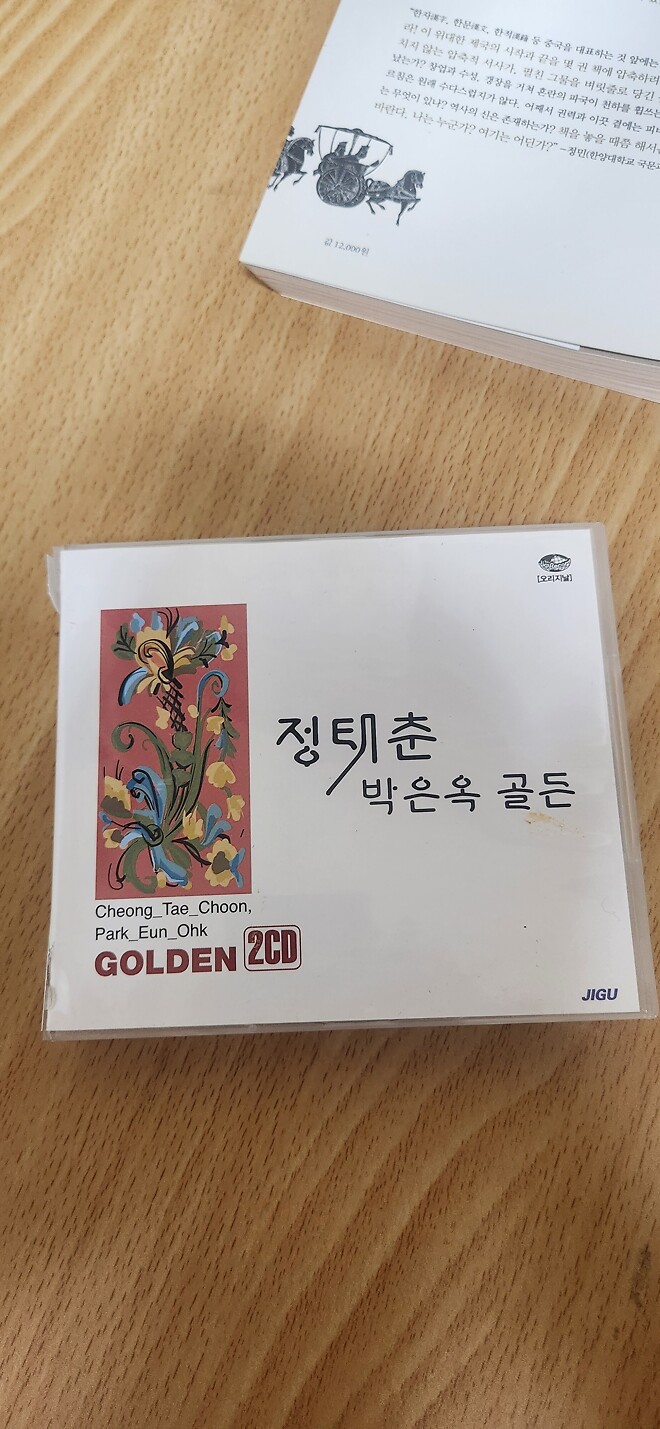 "한자漢字, 한문漢文, 한적漢籍 등 중국을 대표하는 것 앞에는
라! 이 위대한 제국의 시작과 끝을 몇 권 책에 압축하려
치지 않는 압축적 서사가, 펼친 그물을 벼릿줄로 당긴
났는가? 창업과 수성, 갱장을 거쳐 혼란의 파국이 천하를 휩쓰는
르침은 원래 수다스럽지가 않다. 어째서 권력과 이끗 곁에는 피비
는 무엇이 있나? 역사의 신은 존재하는가? 책을 놓을 때쯤 해서
바란다. 나는 누군가? 여기는 어딘가?" –정민(한양대학교 국문과
값 12,000원
[오리지날]
정태춘
박은옥 골든
Cheong_Tae_Choon,
Park_Eun_Ohk
GOLDEN 2CD
JIGU